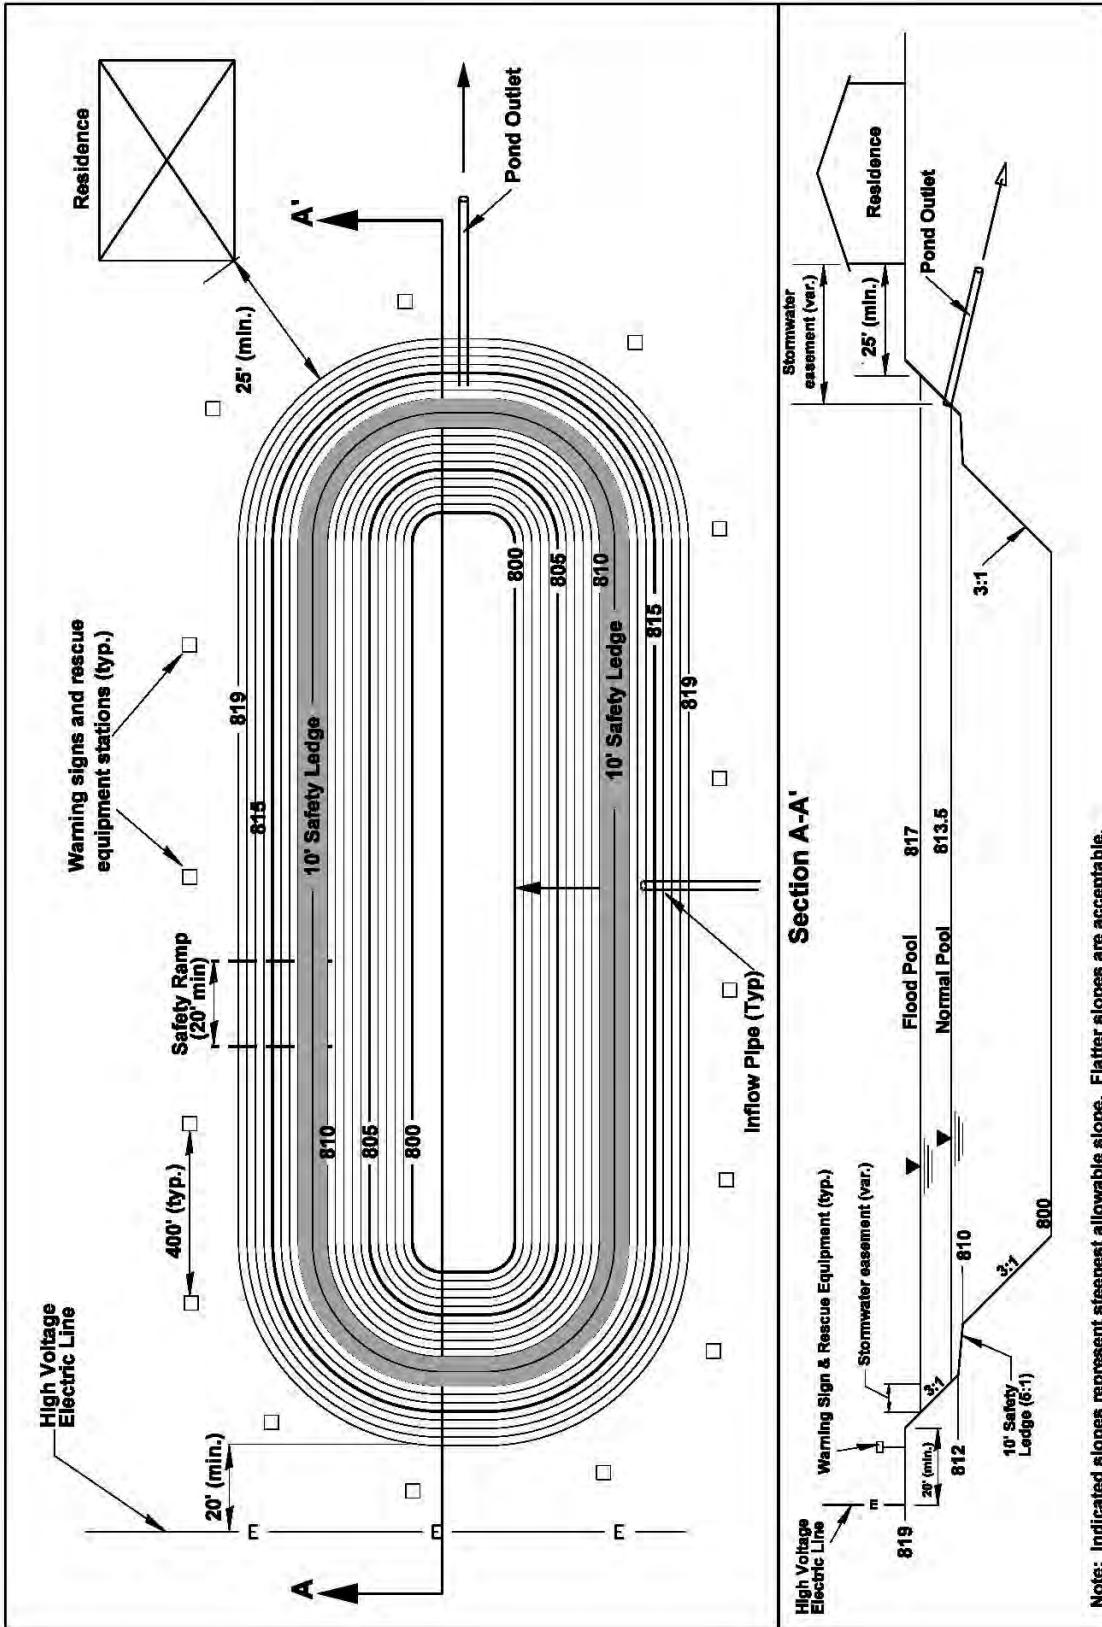 High Voltage
Electric Line
20' (min.)
400' (typ.)
Warning signs and rescue
equipment stations (typ.)
Safety Ramp
(20' min)
Residence
25' (min.)
A
A'
E
E
E
819
815
10' Safety Ledge
810
805
800
800
805
810
10' Safety Ledge
815
819
Inflow Pipe (Typ)
Pond Outlet
Section A-A'
High Voltage
Electric Line
E
819
Warning Sign & Rescue Equipment (typ.)
Stormwater easement (var.)
20' (min.)
3:1
812
10' Safety
Ledge (5:1)
810
3:1
800
Flood Pool 817
Normal Pool 813.5
3:1
Stormwater
easement (var.)
25' (min.)
Residence
Pond Outlet
Note: Indicated slopes represent steepest allowable slope. Flatter slopes are acceptable.